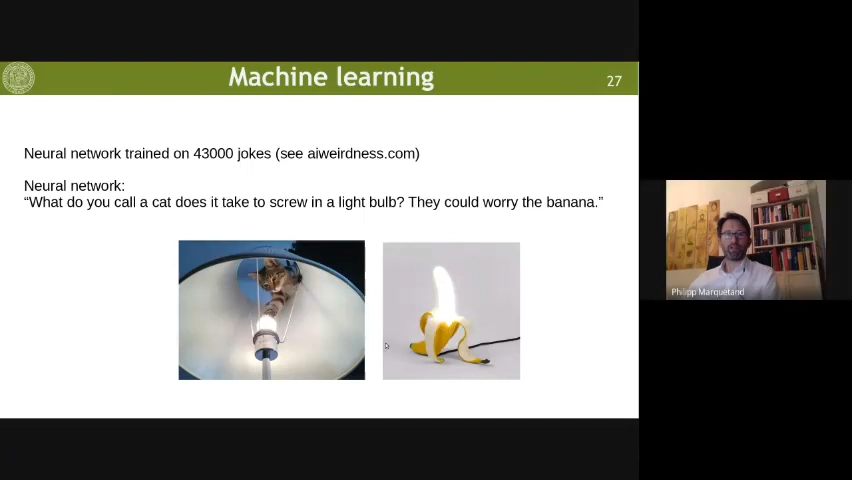 Machine learning
27
Neural network trained on 43000 jokes (see aiweirdness.com)
Neural network:
“What do you call a cat does it take to screw in a light bulb? They could worry the banana.”
Philipp Marquetand